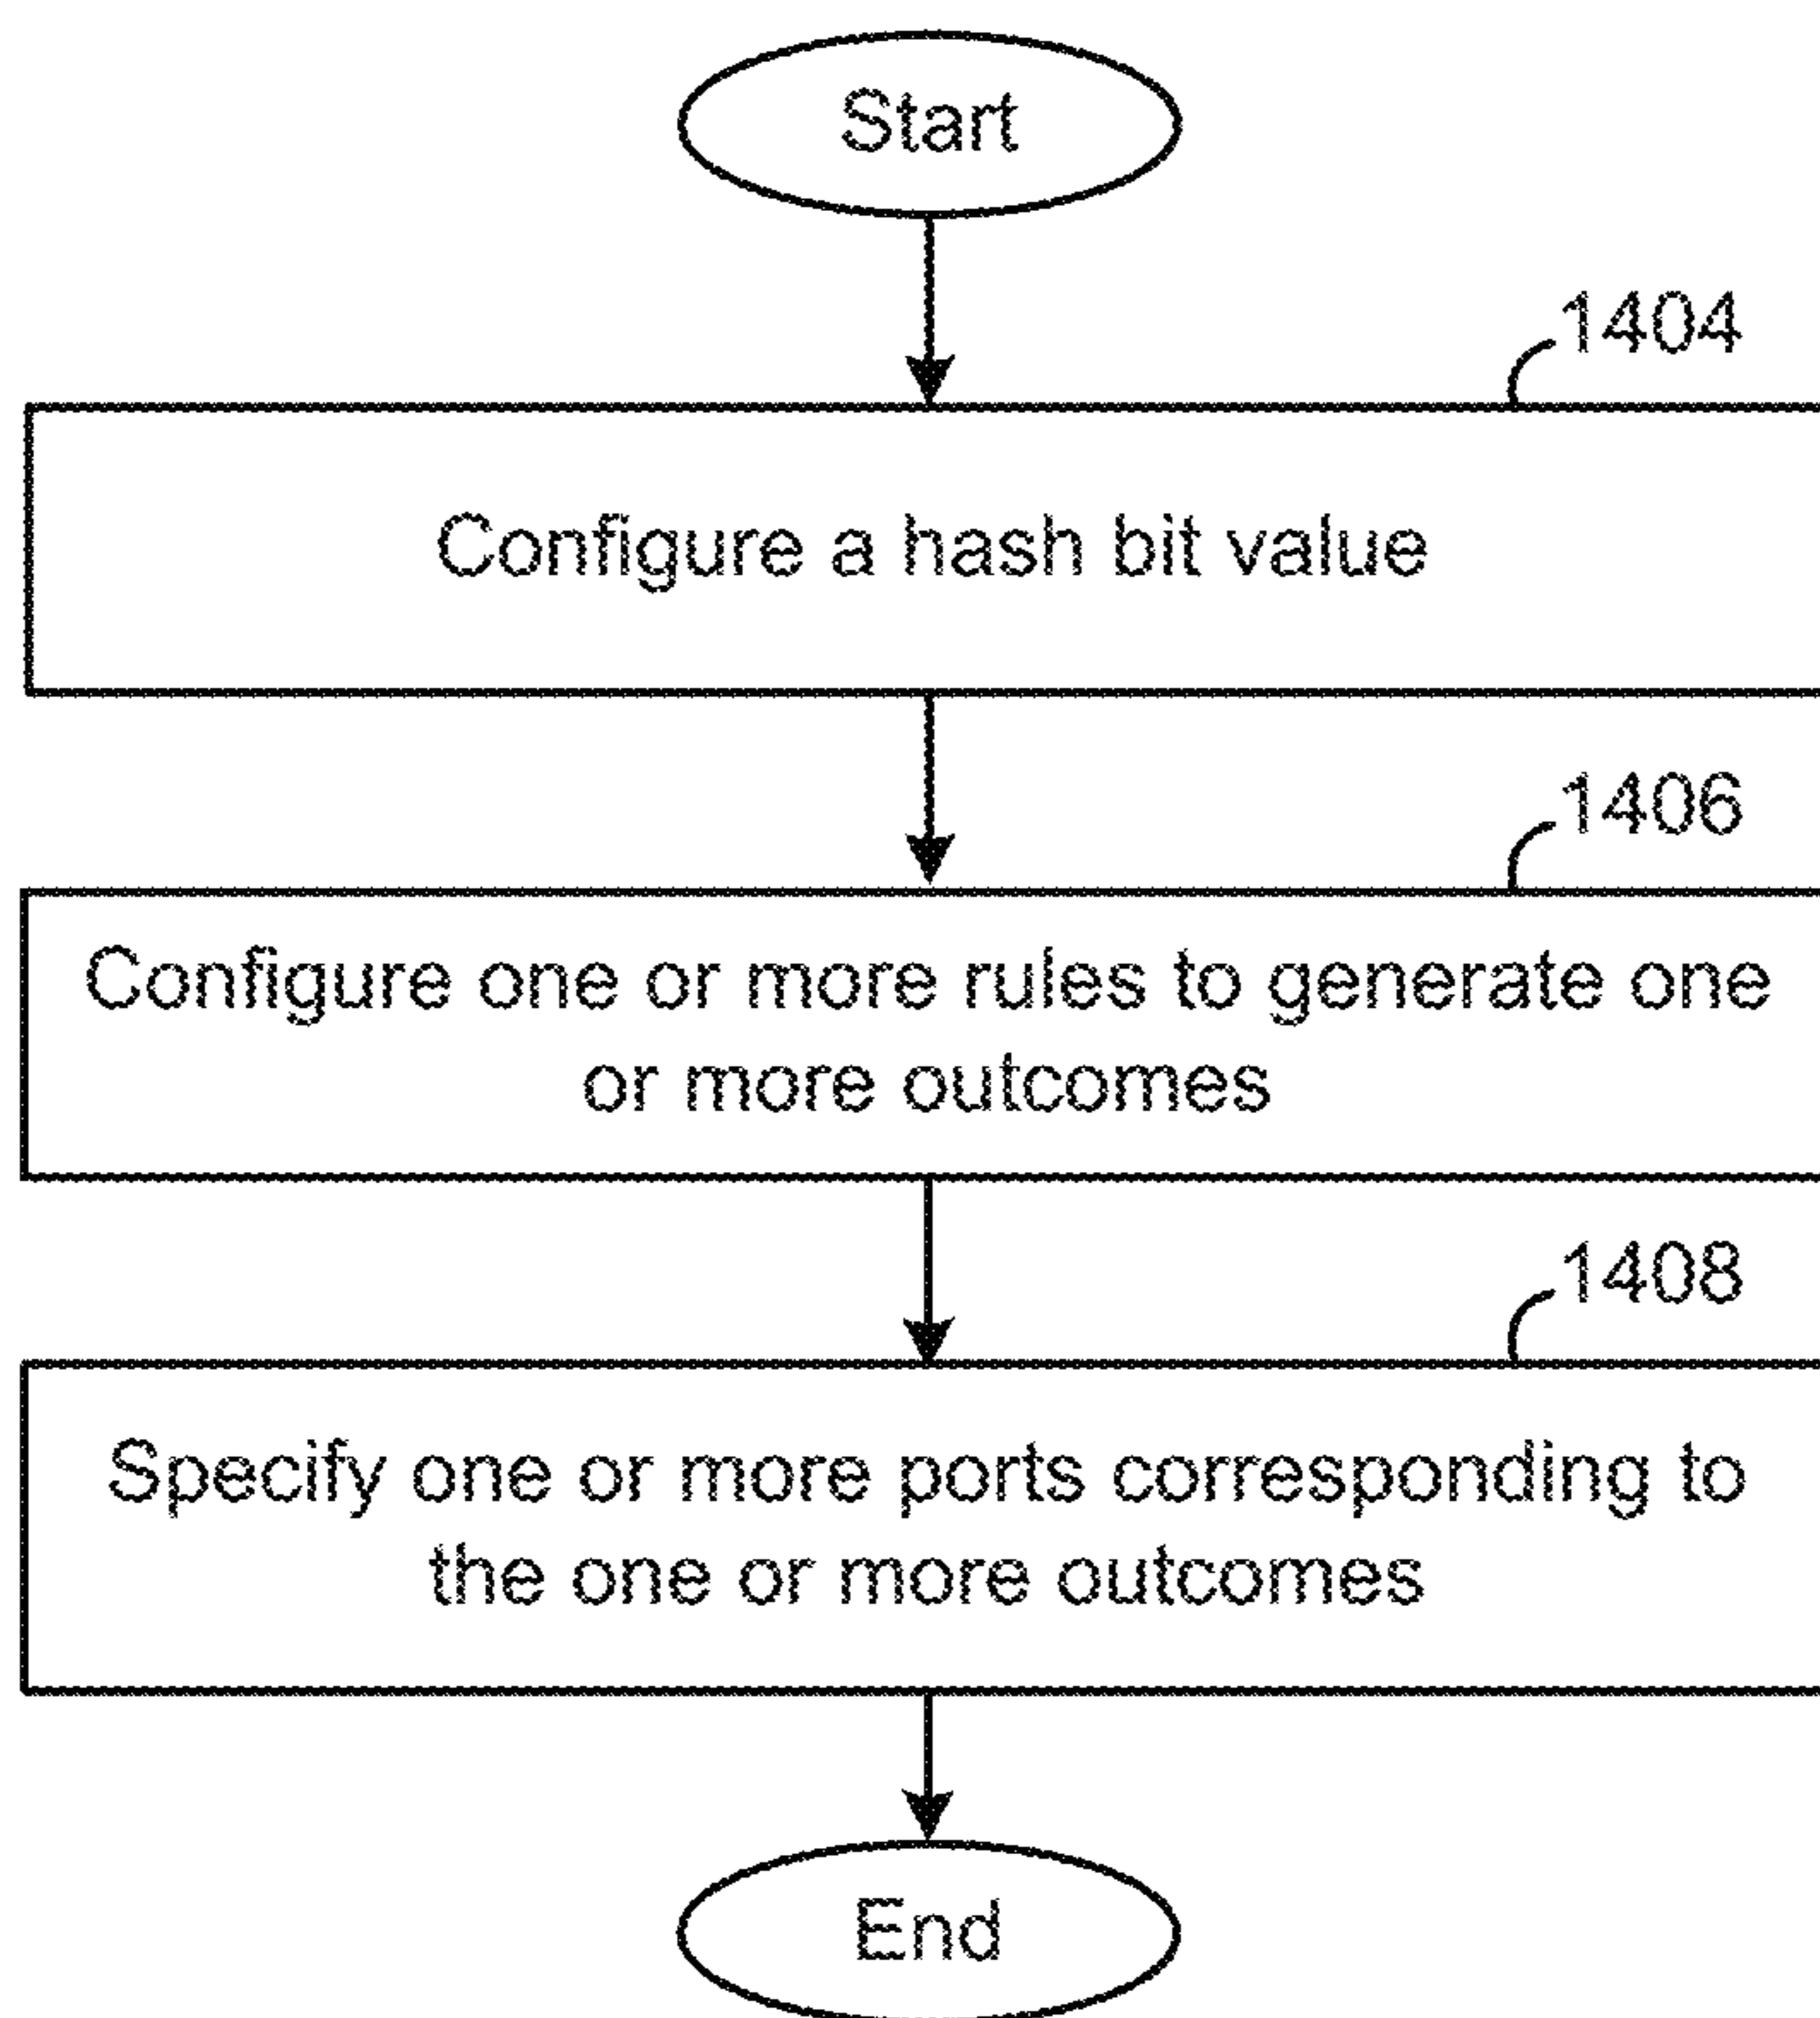 Start
1404
Configure a hash bit value
1406
Configure one or more rules to generate one
or more outcomes
1408
Specify one or more ports corresponding to
the one or more outcomes
End